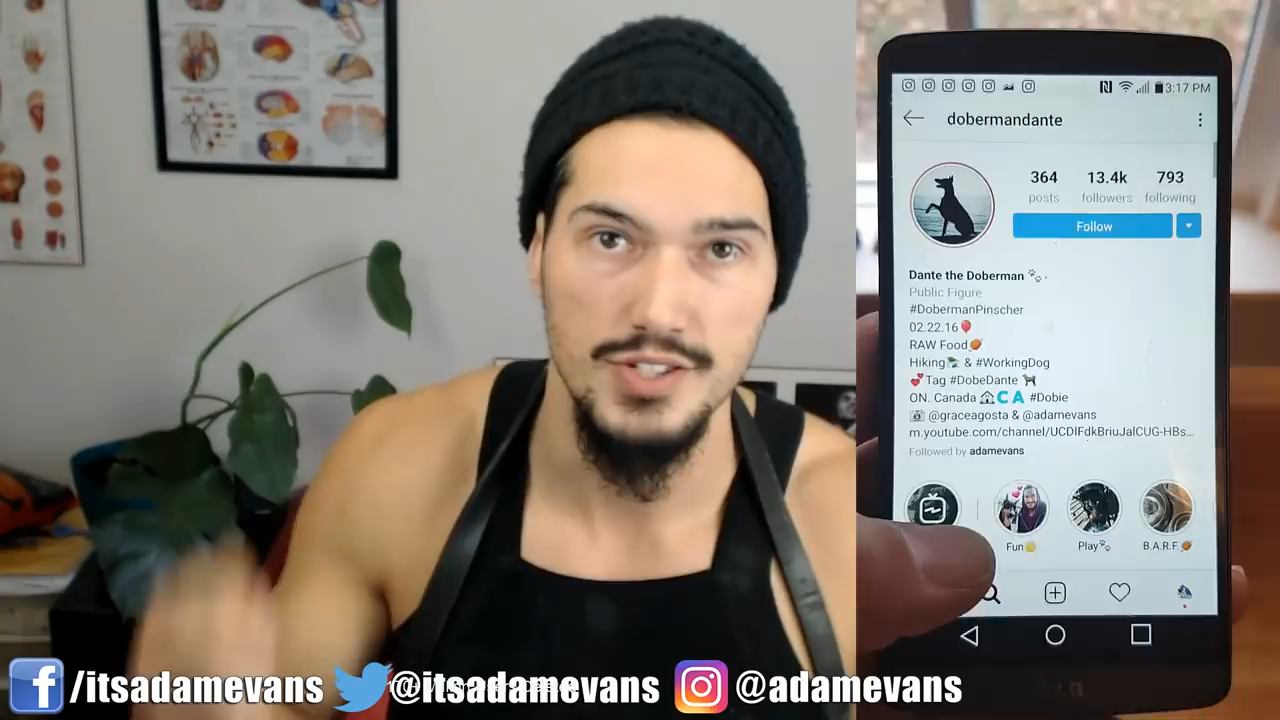 3:17 PM
dobermandante
364 13.4k 793
posts followers following
Follow
Dante the Doberman 🐾 .
Public Figure
#DobermanPinscher
02.22.16🎈
RAW Food🍖
Hiking🏞 & #WorkingDog
💕Tag #DobeDante 🐕
ON. Canada 🏠🇨🇦 #Dobie
📷 @graceagosta & @adamevans
m.youtube.com/channel/UCDlFdkBriuJalCUG-HBs...
Followed by adamevans
Fun🌞 Play🐾 B.A.R.F.🍖
/itsadamevans @itsadamevans @adamevans
LG